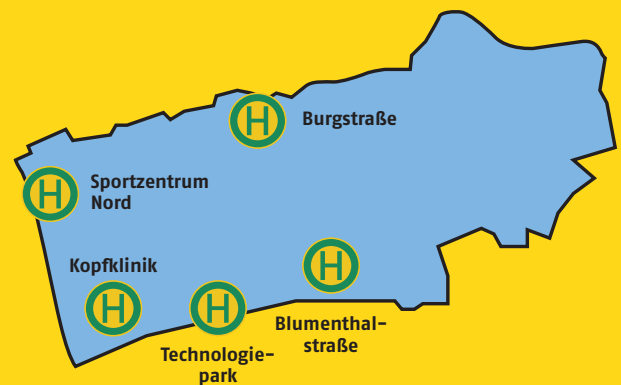 H
Burgstraße
H
Sportzentrum
Nord
Kopfklinik
H
H
Technologie-
park
H
Blumenthal-
straße